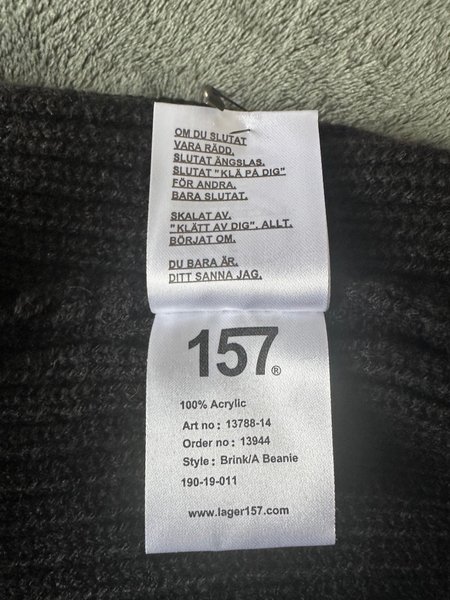 OM DU SLUTAT
VARA RÄDD.
SLUTAT ÄNGSLAS.
SLUTAT "KLÄ PÅ DIG"
FÖR ANDRA.
BARA SLUTAT.
SKALAT AV.
"KLÄTT AV DIG". ALLT.
BÖRJAT OM.
DU BARA ÄR.
DITT SANNA JAG.
157®
100% Acrylic
Art no : 13788-14
Order no : 13944
Style : Brink/A Beanie
190-19-011
www.lager157.com